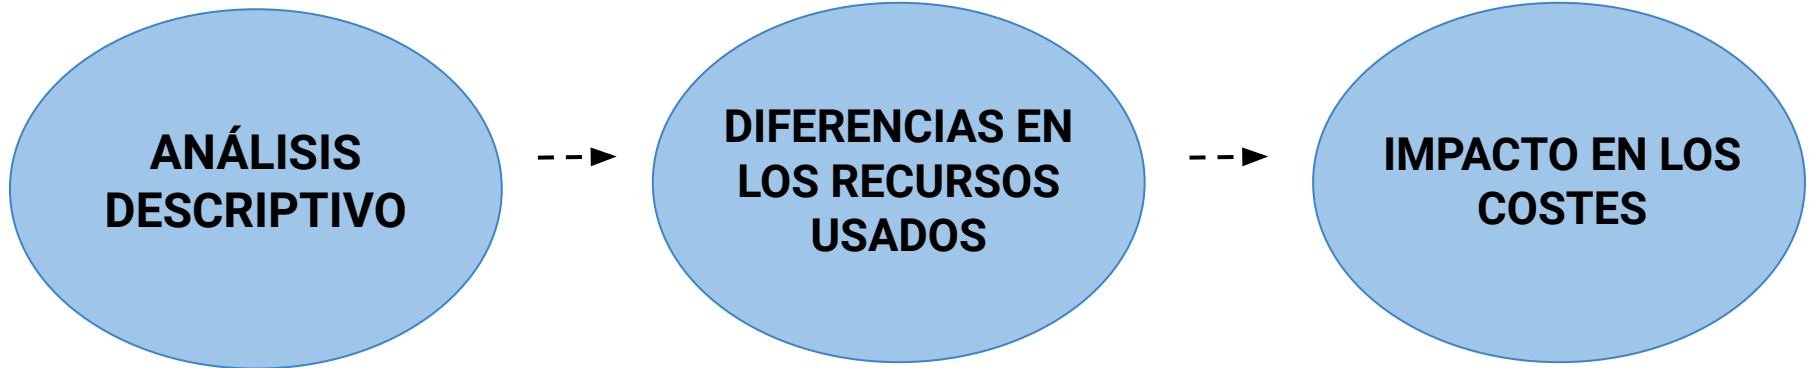 ANÁLISIS
DESCRIPTIVO
DIFERENCIAS EN
LOS RECURSOS
USADOS
IMPACTO EN LOS
COSTES